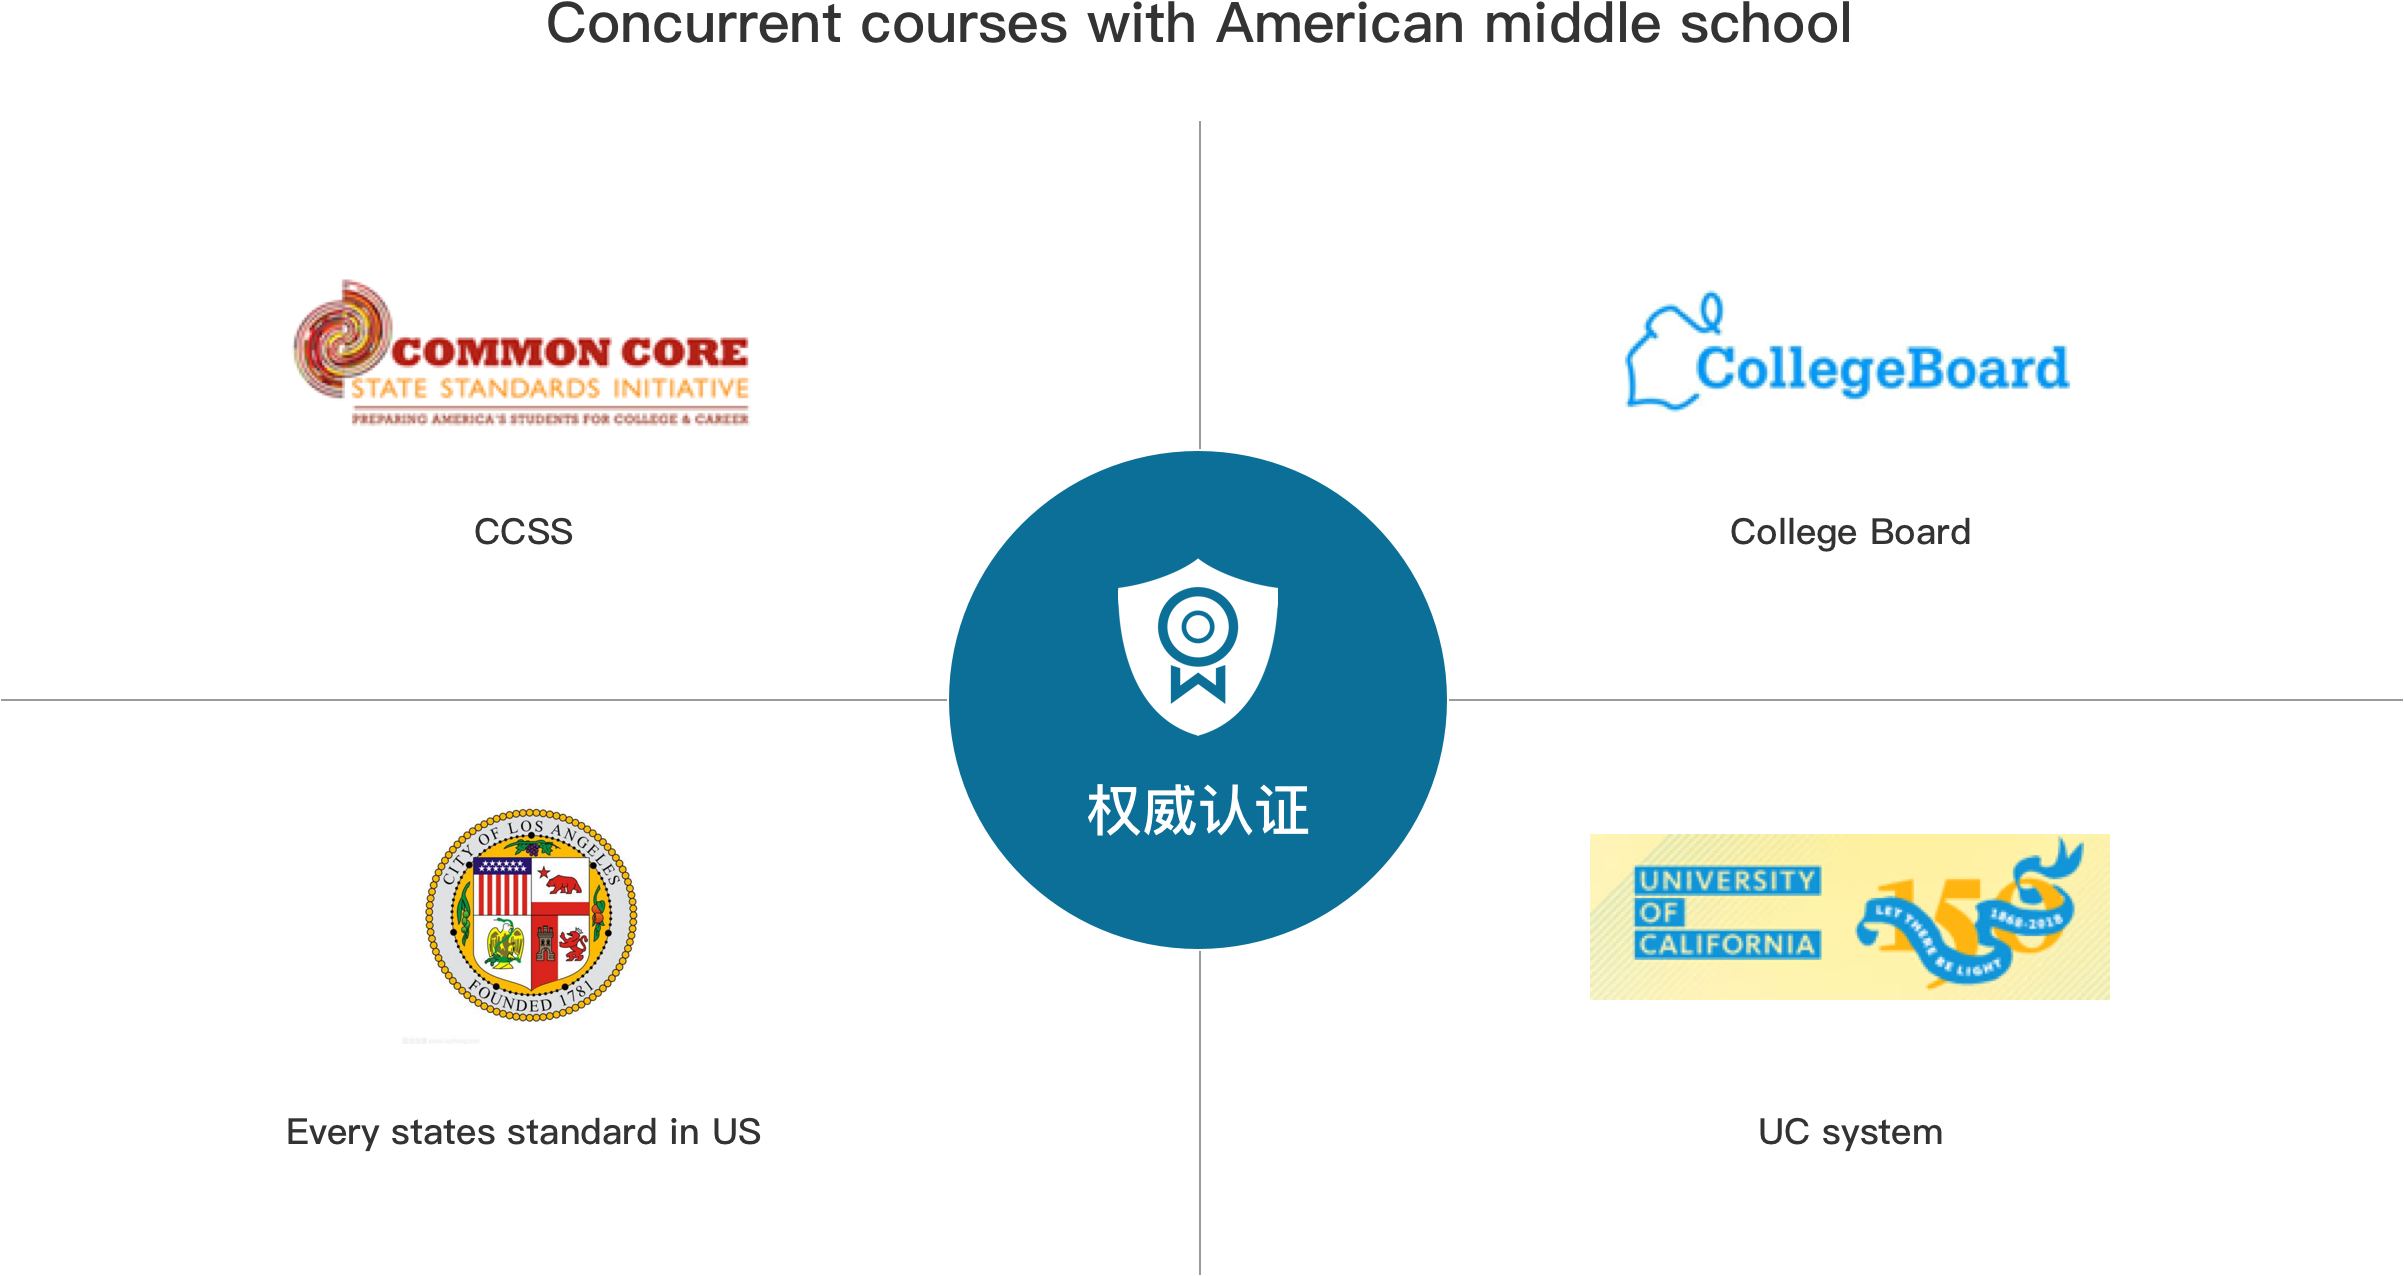 Concurrent courses with American middle school
COMMON CORE
STATE STANDARDS INITIATIVE
PREPARING AMERICA'S STUDENTS FOR COLLEGE & CAREER
CCSS
CollegeBoard
College Board
权威认证
CITY OF LOS ANGELES
FOUNDED 1781
Every states standard in US
UNIVERSITY
OF
CALIFORNIA
150
LET THERE BE LIGHT
1868-2018
UC system